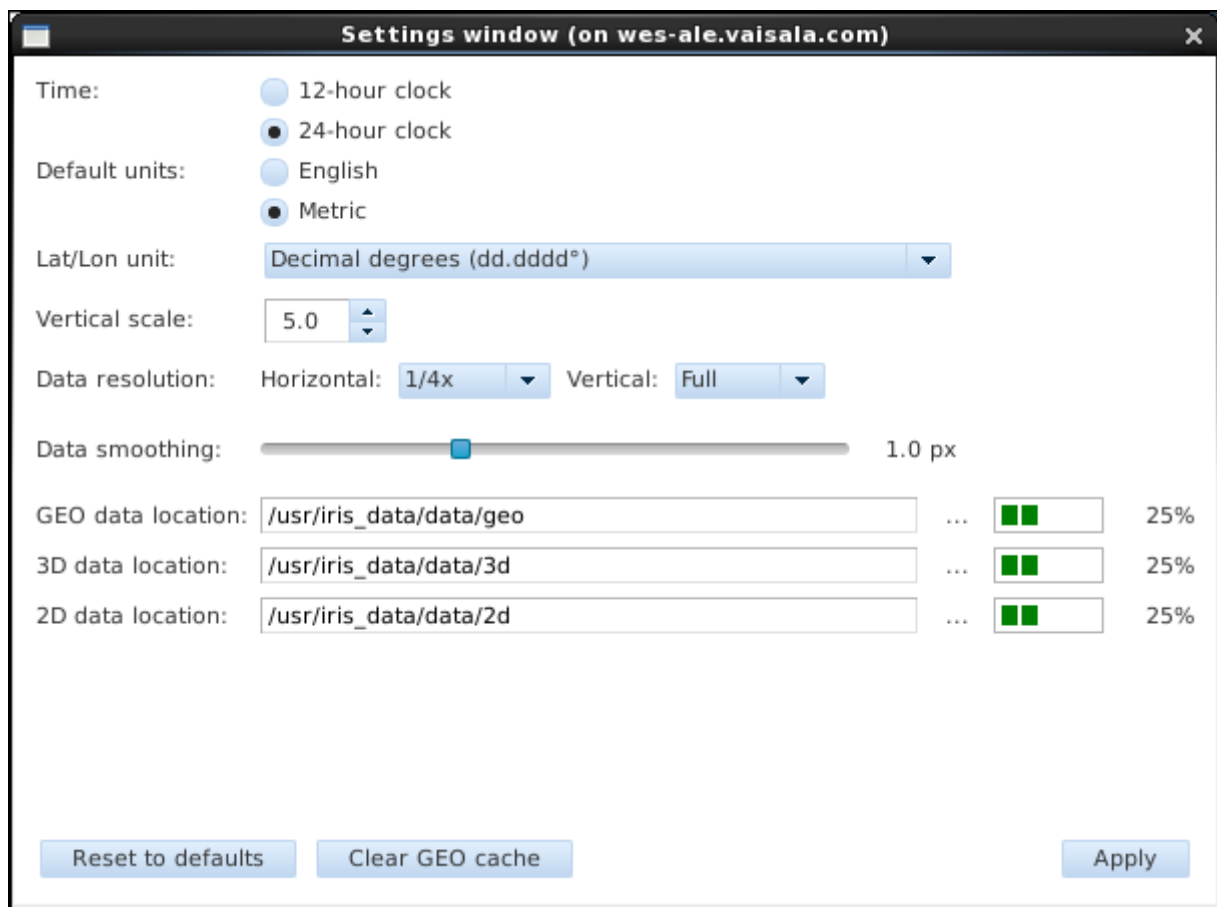 Settings window (on wes-ale.vaisala.com)
Time: 12-hour clock
24-hour clock
Default units: English
Metric
Lat/Lon unit: Decimal degrees (dd.dddd°)
Vertical scale: 5.0
Data resolution: Horizontal: 1/4x Vertical: Full
Data smoothing: 1.0 px
GEO data location: /usr/iris_data/data/geo ... 25%
3D data location: /usr/iris_data/data/3d ... 25%
2D data location: /usr/iris_data/data/2d ... 25%
Reset to defaults Clear GEO cache Apply